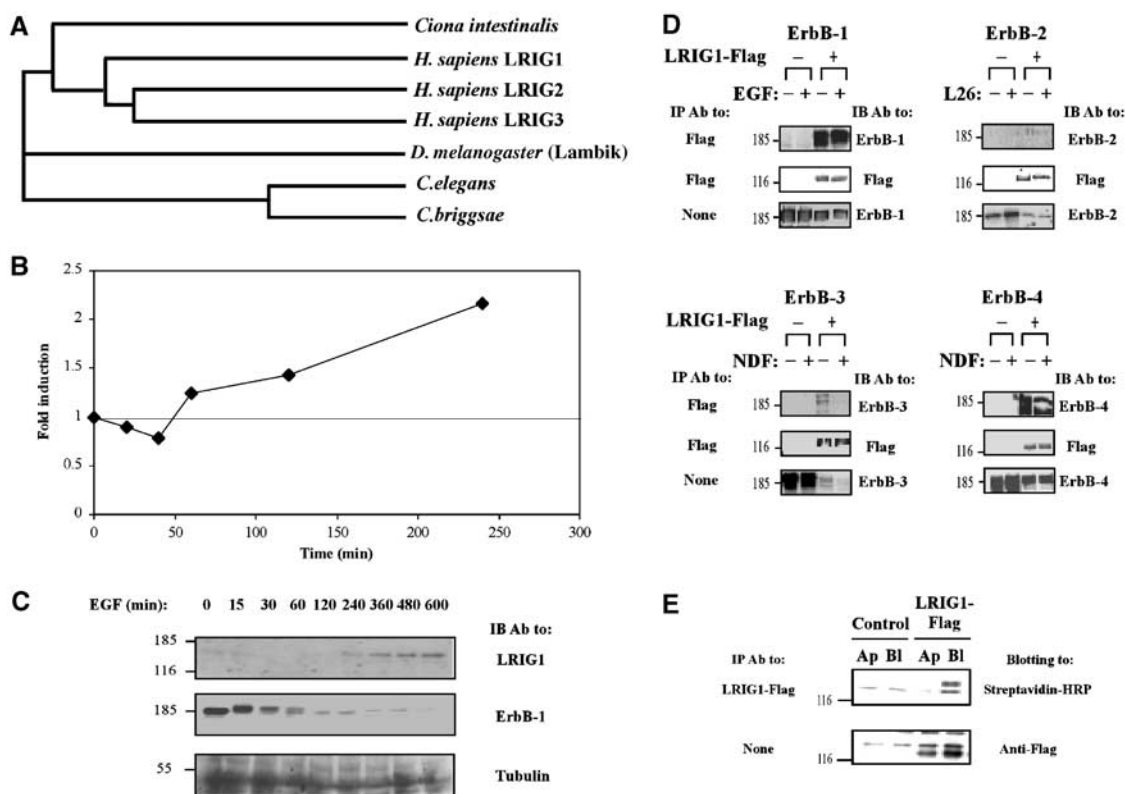 A
Ciona intestinalis
H. sapiens LRIG1
H. sapiens LRIG2
H. sapiens LRIG3
D. melanogaster (Lambik)
C.elegans
C.briggsae
B
Fold induction
2.5
2
1.5
1
0.5
0
0 50 100 150 200 250 300
Time (min)
C
EGF (min): 0 15 30 60 120 240 360 480 600
IB Ab to:
185
LRIG1
116
185
ErbB-1
55
Tubulin
D
ErbB-1
LRIG1-Flag – +
EGF: – + – +
IP Ab to: IB Ab to:
Flag 185 ErbB-1
Flag 116 Flag
None 185 ErbB-1
ErbB-2
– +
L26: – + – +
IB Ab to:
185 ErbB-2
116 Flag
185 ErbB-2
ErbB-3
LRIG1-Flag – +
NDF: – + – +
IP Ab to: IB Ab to:
Flag 185 ErbB-3
Flag 116 Flag
None 185 ErbB-3
ErbB-4
– +
NDF: – + – +
IB Ab to:
185 ErbB-4
116 Flag
185 ErbB-4
E
LRIG1-
Control Flag
IP Ab to: Ap Bl Ap Bl Blotting to:
LRIG1-Flag Streptavidin-HRP
116
None Anti-Flag
116